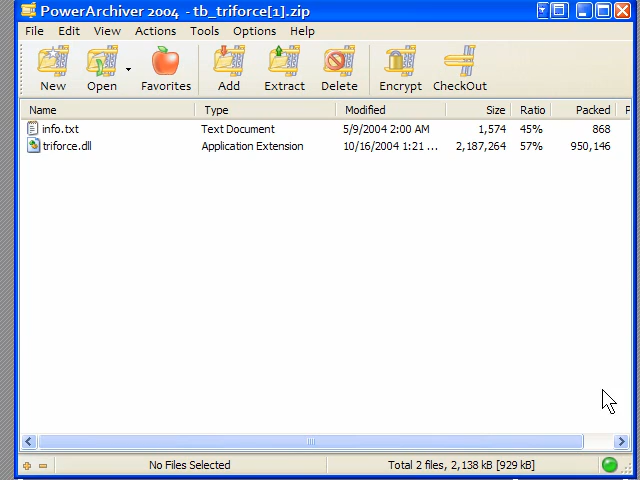 PowerArchiver 2004 - tb_triforce[1].zip
File Edit View Actions Tools Options Help
New Open Favorites Add Extract Delete Encrypt CheckOut
Name Type Modified Size Ratio Packed P
info.txt Text Document 5/9/2004 2:00 AM 1,574 45% 868
triforce.dll Application Extension 10/16/2004 1:21 ... 2,187,264 57% 950,146
No Files Selected Total 2 files, 2,138 kB [929 kB]